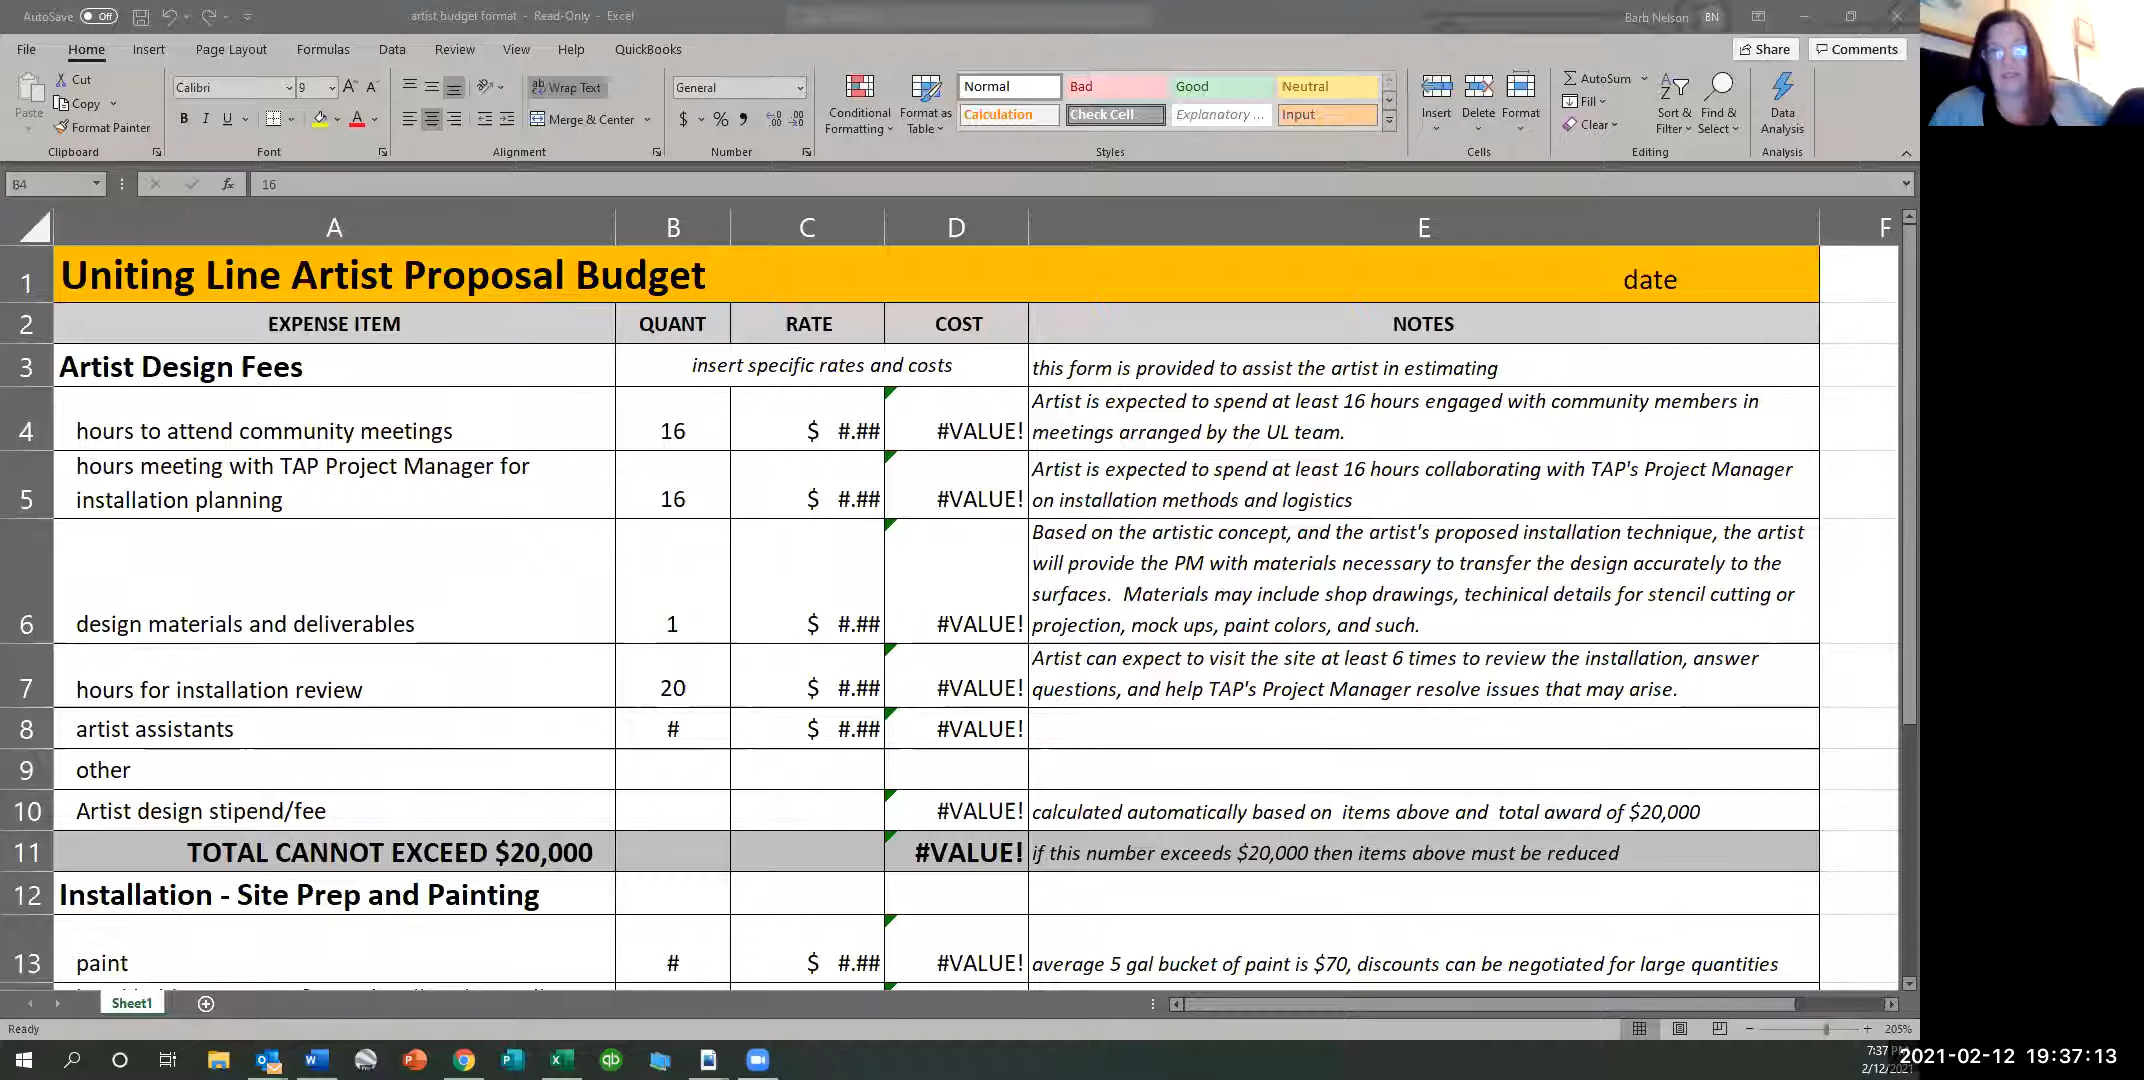 AutoSave Off artist budget format - Read-Only - Excel Barb Nelson BN
File Home Insert Page Layout Formulas Data Review View Help QuickBooks Share Comments
Cut
Copy
Paste
Format Painter
Clipboard
Calibri 9
B I U
Font
Wrap Text
Merge & Center
Alignment
General
$ % 9
Number
Conditional Formatting
Format as Table
Normal Bad Good Neutral
Calculation Check Cell Explanatory ... Input
Styles
Insert Delete Format
Cells
AutoSum
Fill
Clear
Sort & Filter
Find & Select
Editing
Data Analysis
Analysis
B4 fx 16
A B C D E F
1 Uniting Line Artist Proposal Budget date
2 EXPENSE ITEM QUANT RATE COST NOTES
3 Artist Design Fees insert specific rates and costs this form is provided to assist the artist in estimating
4 hours to attend community meetings 16 $ #.## #VALUE! Artist is expected to spend at least 16 hours engaged with community members in
meetings arranged by the UL team.
5 hours meeting with TAP Project Manager for
installation planning 16 $ #.## #VALUE! Artist is expected to spend at least 16 hours collaborating with TAP's Project Manager
on installation methods and logistics
6 design materials and deliverables 1 $ #.## #VALUE! Based on the artistic concept, and the artist's proposed installation technique, the artist
will provide the PM with materials necessary to transfer the design accurately to the
surfaces. Materials may include shop drawings, techinical details for stencil cutting or
projection, mock ups, paint colors, and such.
7 hours for installation review 20 $ #.## #VALUE! Artist can expect to visit the site at least 6 times to review the installation, answer
questions, and help TAP's Project Manager resolve issues that may arise.
8 artist assistants # $ #.## #VALUE!
9 other
10 Artist design stipend/fee #VALUE! calculated automatically based on items above and total award of $20,000
11 TOTAL CANNOT EXCEED $20,000 #VALUE! if this number exceeds $20,000 then items above must be reduced
12 Installation - Site Prep and Painting
13 paint # $ #.## #VALUE! average 5 gal bucket of paint is $70, discounts can be negotiated for large quantities
Sheet1
Ready 205%
7:37 PM
2/12/2021
2021-02-12 19:37:13